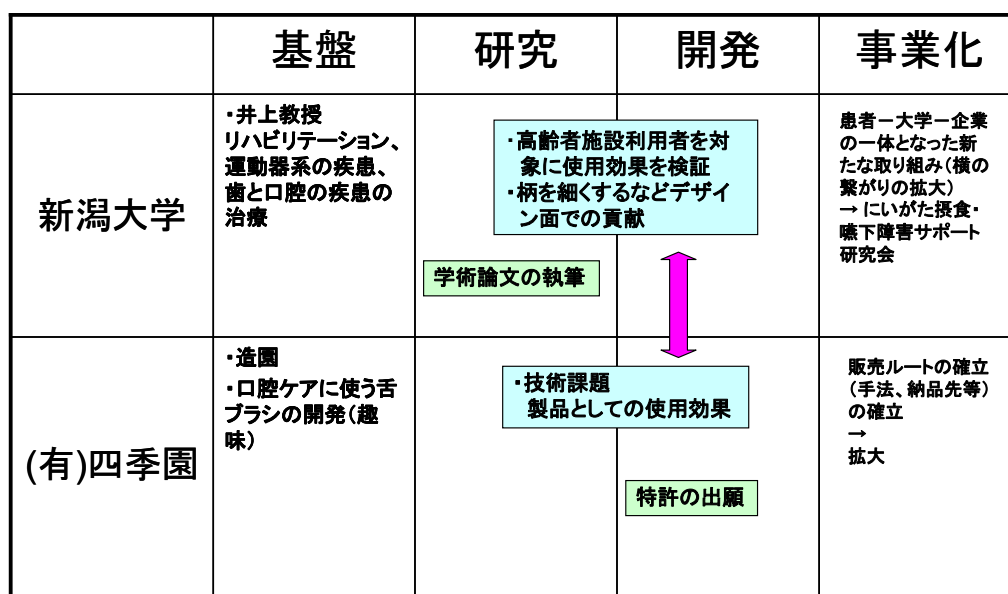 基盤
研究
開発
事業化
新潟大学
・井上教授
リハビリテーション、
運動器系の疾患、
歯と口腔の疾患の
治療
・高齢者施設利用者を対
象に使用効果を検証
・柄を細くするなどデザイ
ン面での貢献
学術論文の執筆
患者－大学－企業
の一体となった新
たな取り組み（横の
繋がりの拡大）
→ にいがた摂食・
嚥下障害サポート
研究会
(有)四季園
・造園
・口腔ケアに使う舌
ブラシの開発（趣
味）
・技術課題
製品としての使用効果
特許の出願
販売ルートの確立
（手法、納品先等）
の確立
→
拡大